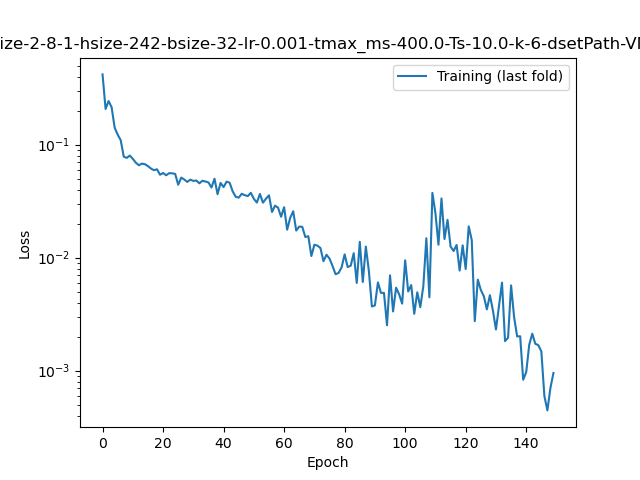 ize-2-8-1-hsize-242-bsize-32-lr-0.001-tmax_ms-400.0-Ts-10.0-k-6-dsetPath-VI
Training (last fold)
Loss
10⁻¹
10⁻²
10⁻³
0 20 40 60 80 100 120 140
Epoch